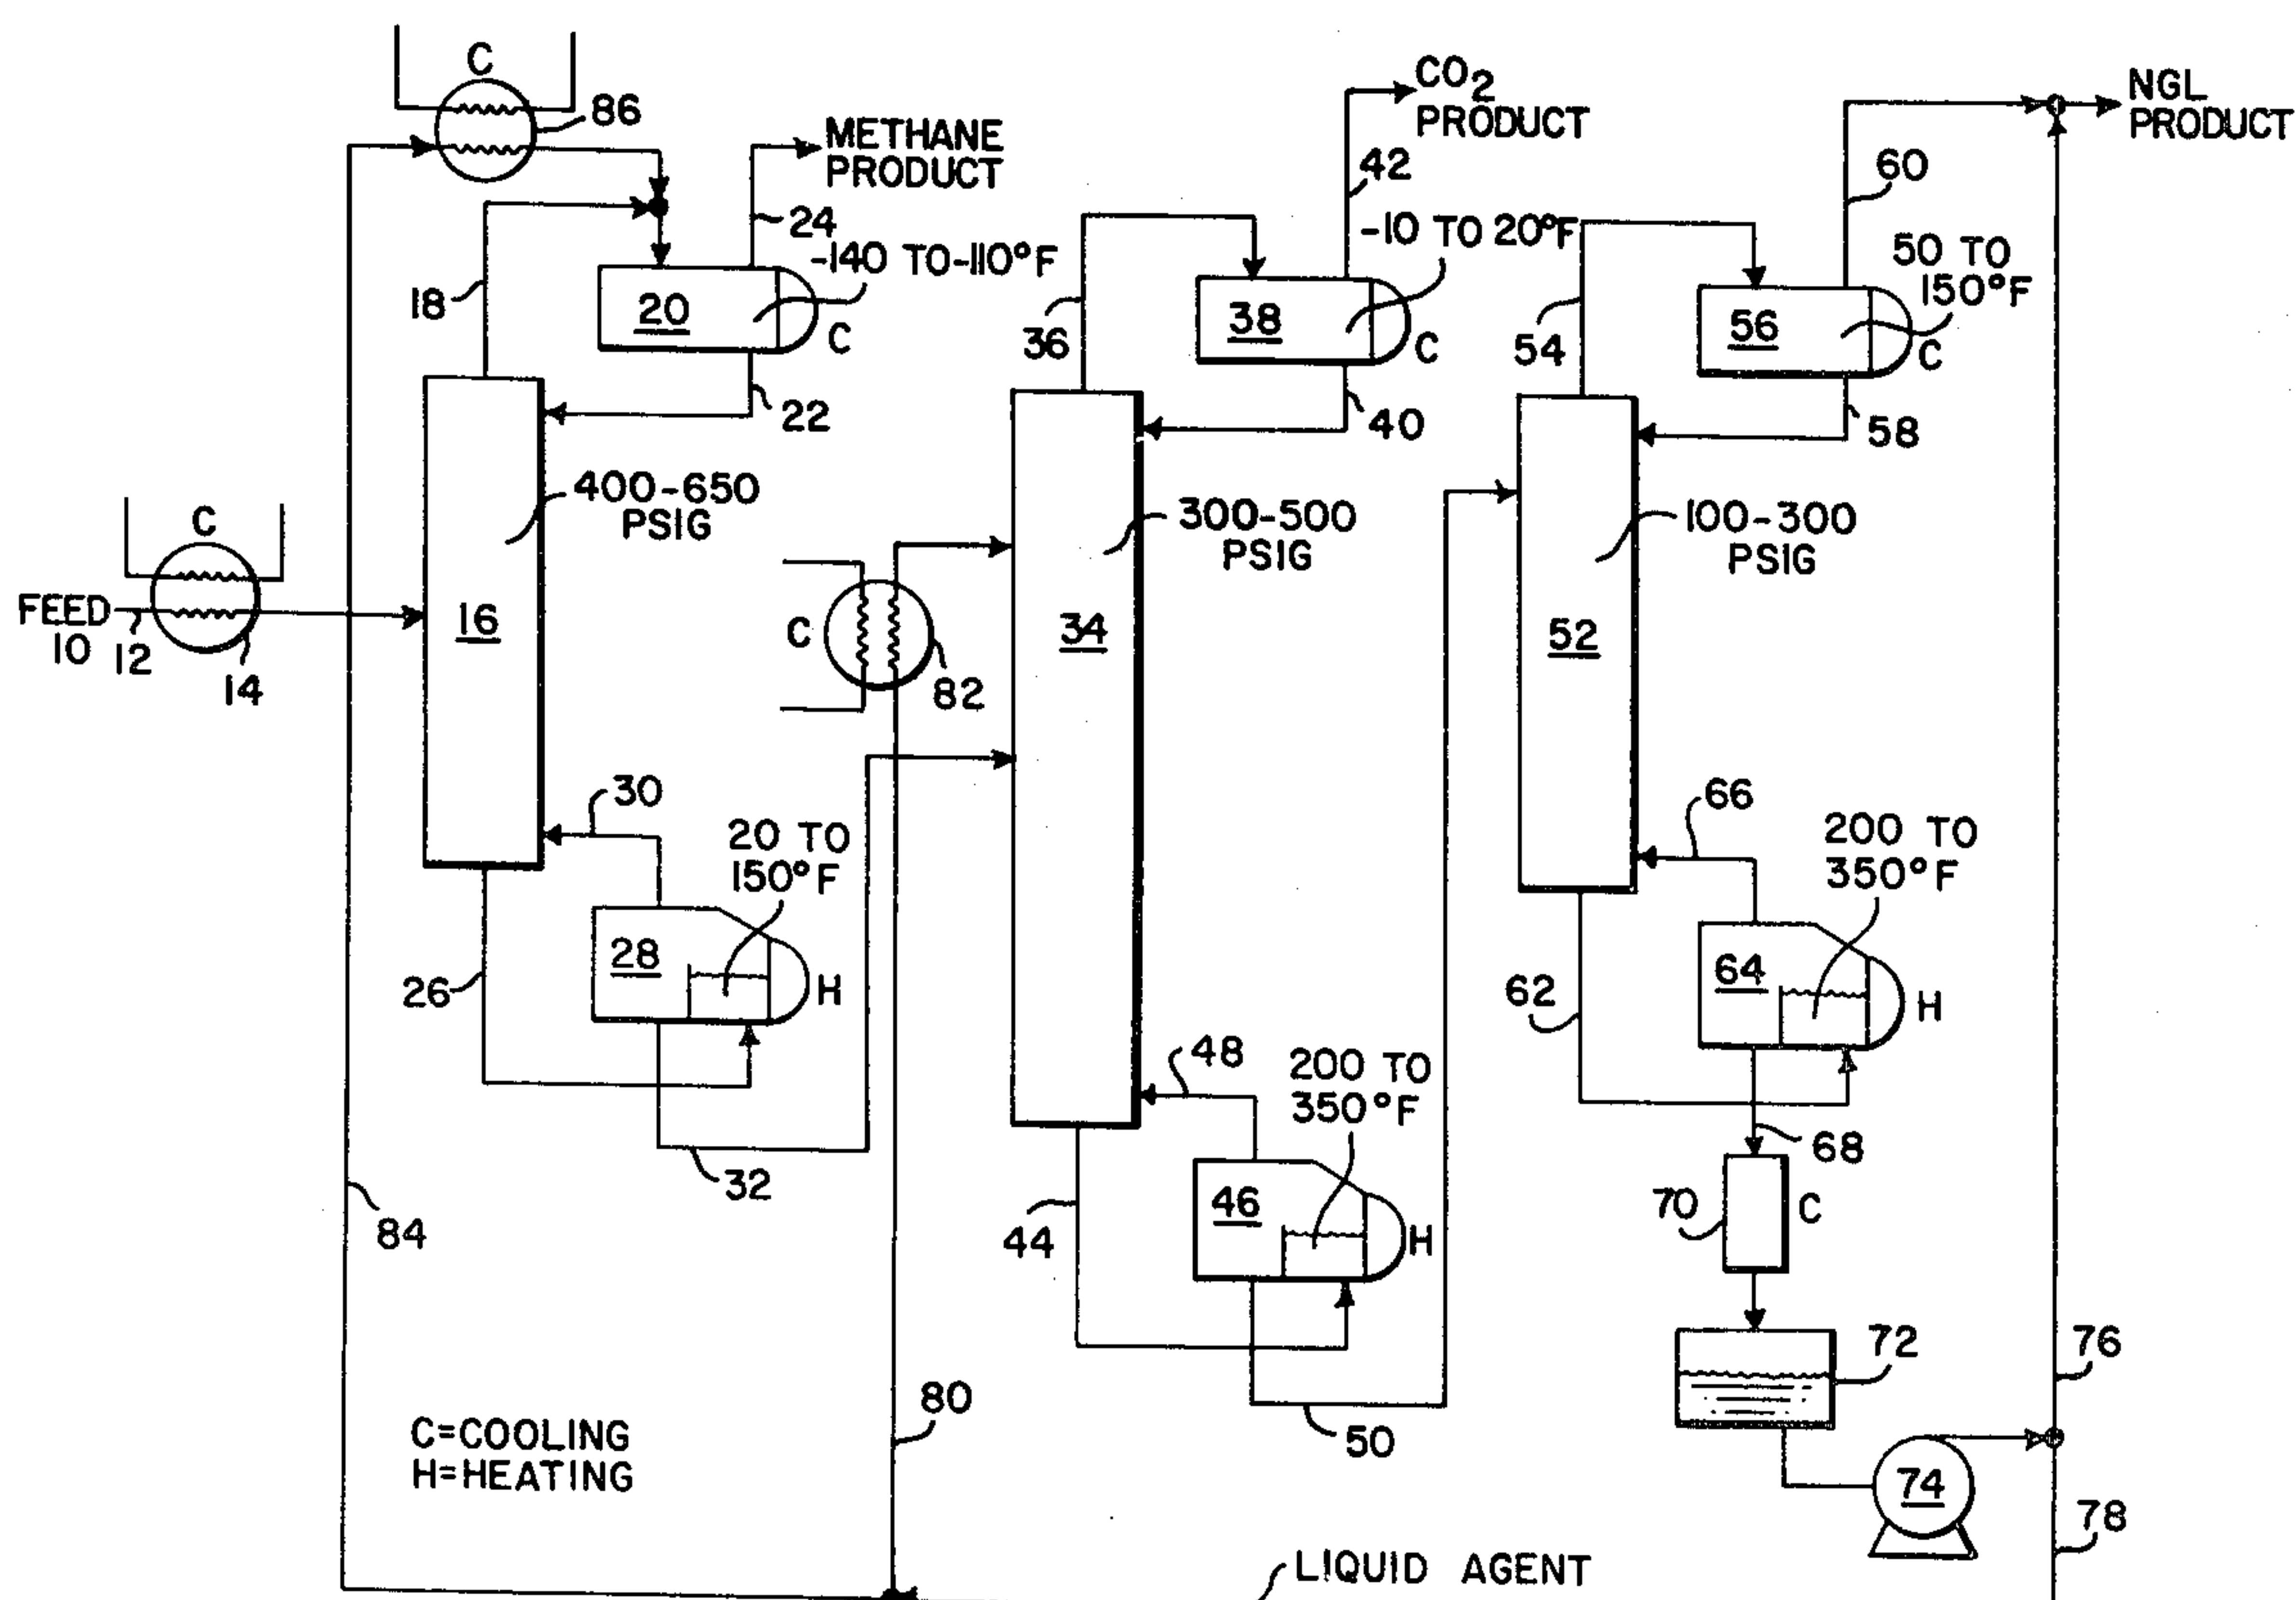 C
86
METHANE
PRODUCT
24
-140 TO-110°F
18
20
C
22
CO2
PRODUCT
42
-10 TO 20°F
36
38
C
40
NGL
PRODUCT
60
50 TO
150°F
54
56
C
58
400-650
PSIG
300-500
PSIG
100-300
PSIG
C
FEED
10
12
14
16
C
82
34
52
30
20 TO
150°F
28
H
26
32
66
200 TO
350°F
64
H
62
68
48
200 TO
350°F
46
H
44
50
70
C
72
76
74
78
84
80
C=COOLING
H=HEATING
LIQUID AGENT